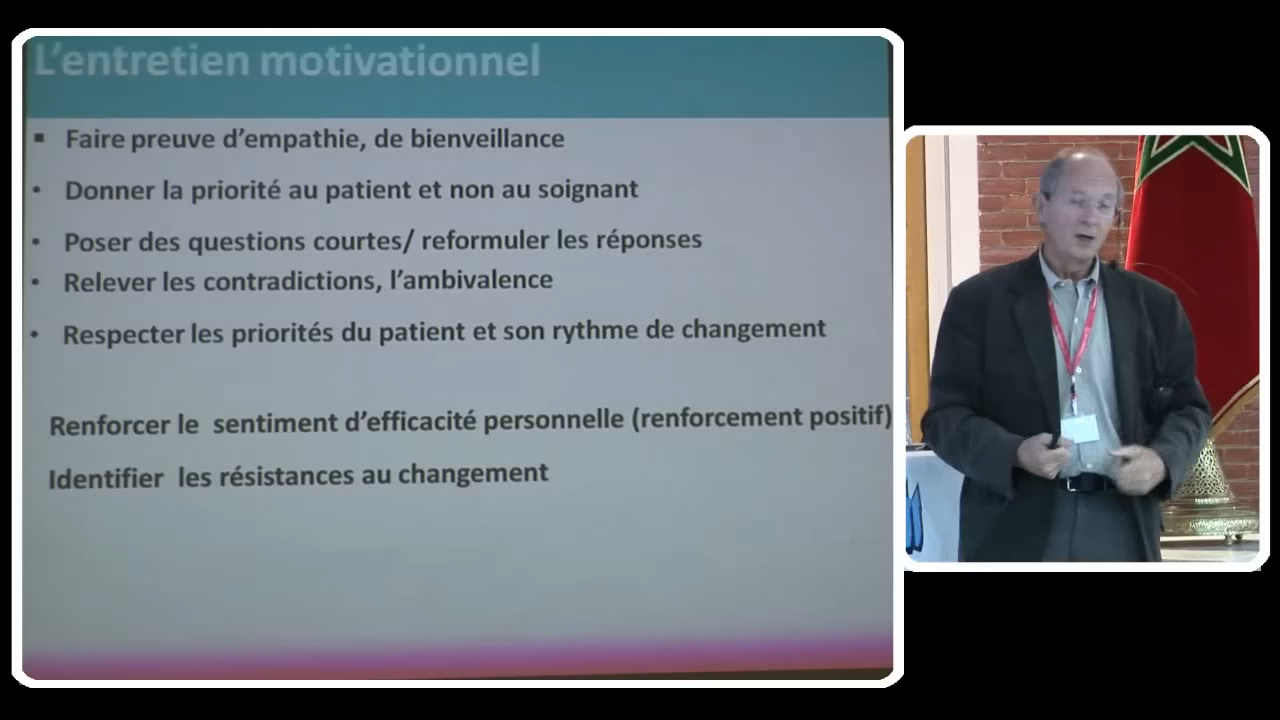 L'entretien motivationnel
▪ Faire preuve d'empathie, de bienveillance
• Donner la priorité au patient et non au soignant
• Poser des questions courtes/ reformuler les réponses
• Relever les contradictions, l'ambivalence
• Respecter les priorités du patient et son rythme de changement
Renforcer le sentiment d'efficacité personnelle (renforcement positif)
Identifier les résistances au changement